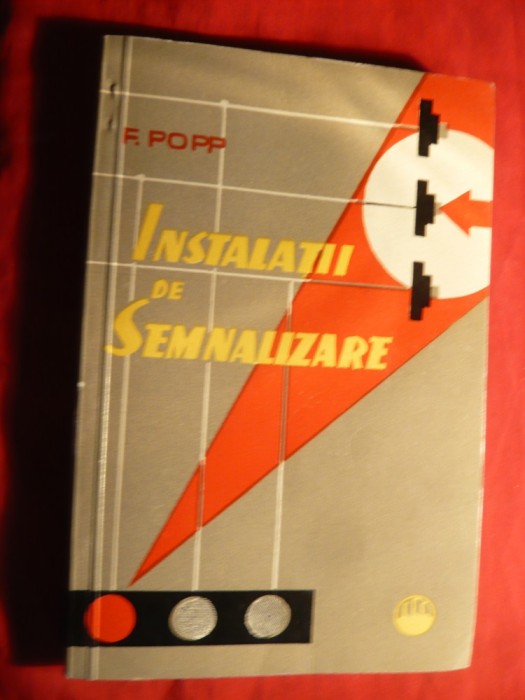 F. POPP
INSTALATII
DE
SEMNALIZARE